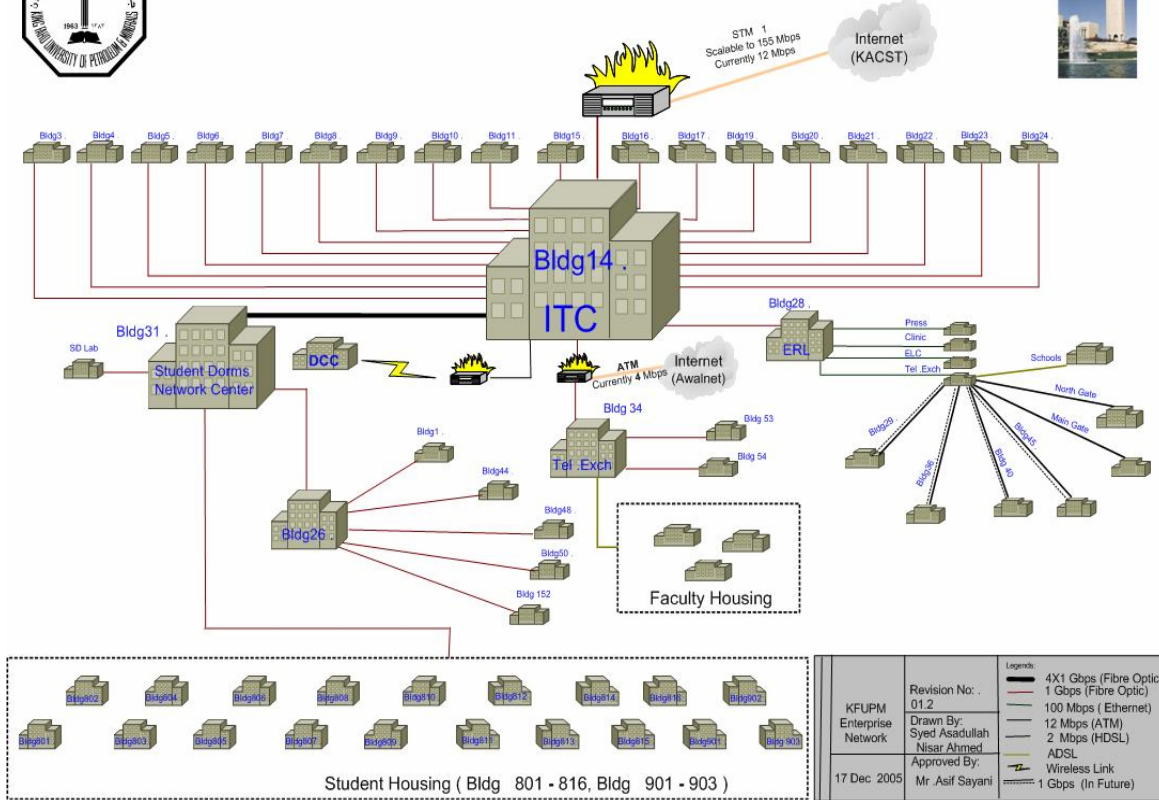 1963 ١٣٨٣
KING FAHD UNIVERSITY OF PETROLEUM & MINERALS
STM 1
Scalable to 155 Mbps
Currently 12 Mbps
Internet
(KACST)
Bldg3 . Bldg4 . Bldg5 . Bldg6 . Bldg7 . Bldg8 . Bldg9 . Bldg10 . Bldg11 . Bldg15 . Bldg16 . Bldg17 . Bldg19 . Bldg20 . Bldg21 . Bldg22 . Bldg23 . Bldg24 .
Bldg14 .
ITC
Bldg31 .
SD Lab
Student Dorms
Network Center
DCC
ATM
Currently 4 Mbps
Internet
(Awalnet)
Bldg28 .
ERL
Press
Clinic
ELC
Tel .Exch
Schools
North Gate
Main Gate
Bldg29 .
Bldg36
Bldg 40
Bldg45
Bldg 34
Tel .Exch
Bldg 53
Bldg 54
Bldg1 .
Bldg44 .
Bldg48 .
Bldg50 .
Bldg 152
Bldg26 .
Faculty Housing
Bldg802 Bldg804 Bldg806 Bldg808 Bldg810 Bldg812 Bldg814 Bldg816 Bldg902
Bldg801 Bldg803 Bldg805 Bldg807 Bldg809 Bldg811 Bldg813 Bldg815 Bldg901 Bldg 903
Student Housing ( Bldg 801 - 816, Bldg 901 - 903 )
KFUPM
Enterprise
Network
17 Dec 2005
Revision No: .
01.2
Drawn By:
Syed Asadullah
Nisar Ahmed
Approved By:
Mr .Asif Sayani
Legends:
4X1 Gbps (Fibre Optic
1 Gbps (Fibre Optic)
100 Mbps ( Ethernet)
12 Mbps (ATM)
2 Mbps (HDSL)
ADSL
Wireless Link
1 Gbps (In Future)